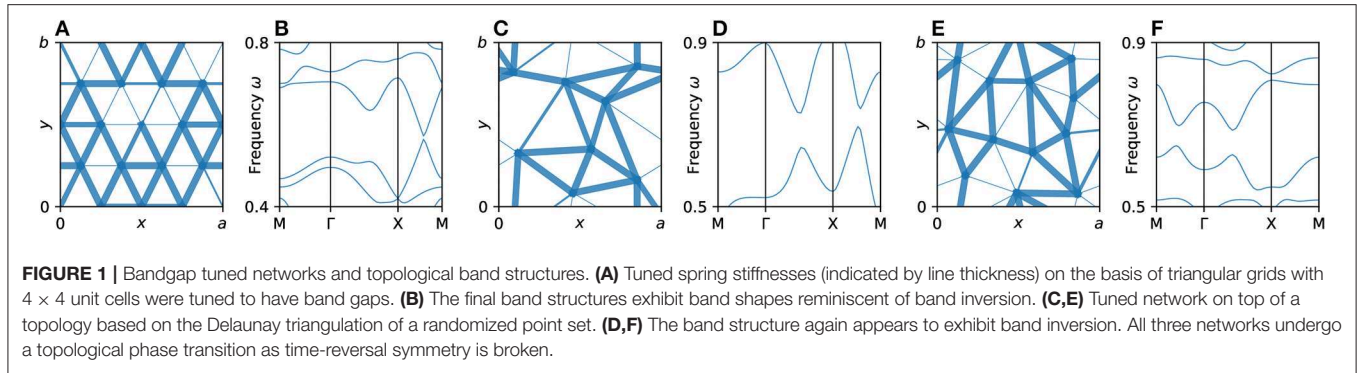 A
B
C
D
E
F
b
y
0
0
x
a
0.8
Frequency ω
0.4
M
Γ
X
M
b
y
0
0
x
a
0.9
Frequency ω
0.5
M
Γ
X
M
b
y
0
0
x
a
0.9
Frequency ω
0.5
M
Γ
X
M
FIGURE 1 | Bandgap tuned networks and topological band structures. (A) Tuned spring stiffnesses (indicated by line thickness) on the basis of triangular grids with
4 × 4 unit cells were tuned to have band gaps. (B) The final band structures exhibit band shapes reminiscent of band inversion. (C,E) Tuned network on top of a
topology based on the Delaunay triangulation of a randomized point set. (D,F) The band structure again appears to exhibit band inversion. All three networks undergo
a topological phase transition as time-reversal symmetry is broken.